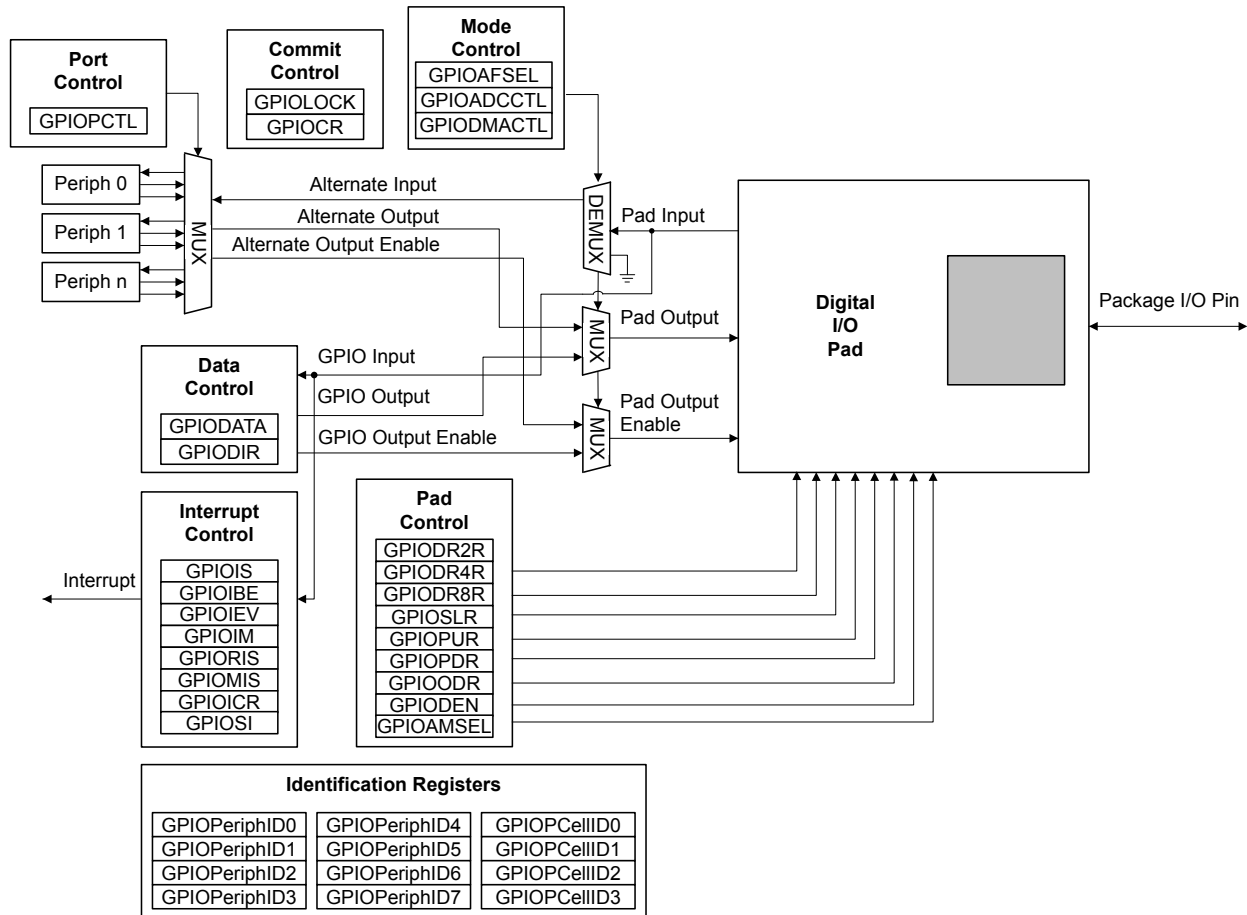 Port
Control
GPIOPCTL
Commit
Control
GPIOLOCK
GPIOCR
Mode
Control
GPIOAFSEL
GPIOADCCTL
GPIODMACTL
Periph 0
Periph 1
Periph n
MUX
Alternate Input
Alternate Output
Alternate Output Enable
DEMUX
Pad Input
MUX
Pad Output
MUX
Pad Output
Enable
Digital
I/O
Pad
Package I/O Pin
Data
Control
GPIODATA
GPIODIR
GPIO Input
GPIO Output
GPIO Output Enable
Interrupt
Interrupt
Control
GPIOIS
GPIOIBE
GPIOIEV
GPIOIM
GPIORIS
GPIOMIS
GPIOICR
GPIOSI
Pad
Control
GPIODR2R
GPIODR4R
GPIODR8R
GPIOSLR
GPIOPUR
GPIOPDR
GPIOODR
GPIODEN
GPIOAMSEL
Identification Registers
GPIOPeriphID0
GPIOPeriphID1
GPIOPeriphID2
GPIOPeriphID3
GPIOPeriphID4
GPIOPeriphID5
GPIOPeriphID6
GPIOPeriphID7
GPIOPCellID0
GPIOPCellID1
GPIOPCellID2
GPIOPCellID3